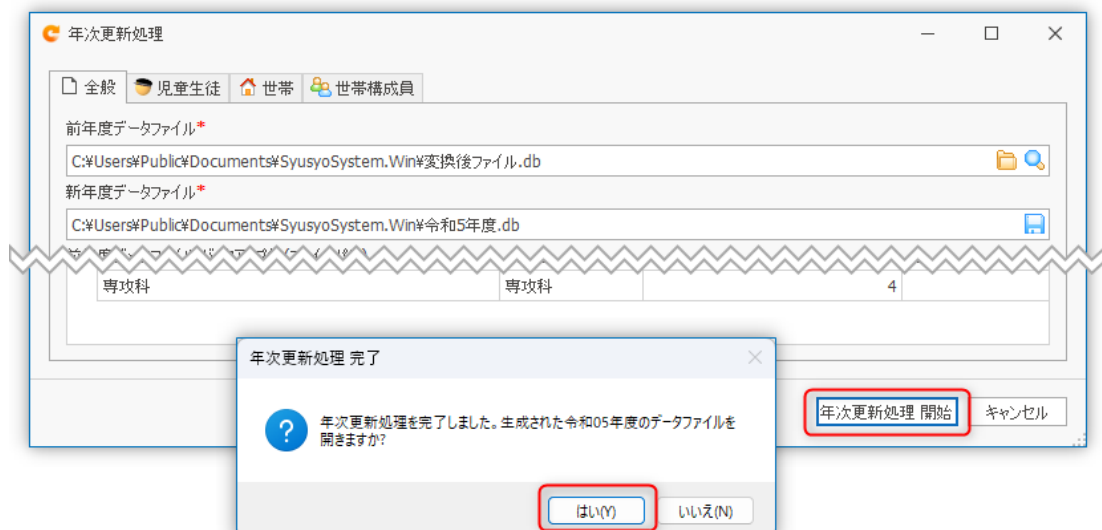 年次更新処理
全般 児童生徒 世帯 世帯構成員
前年度データファイル*
C:¥Users¥Public¥Documents¥SyusyoSystem.Win¥変換後ファイル.db
新年度データファイル*
C:¥Users¥Public¥Documents¥SyusyoSystem.Win¥令和5年度.db
専攻科 専攻科 4
年次更新処理 完了
年次更新処理 開始 キャンセル
年次更新処理を完了しました。生成された令和05年度のデータファイルを
開きますか?
はい(Y) いいえ(N)